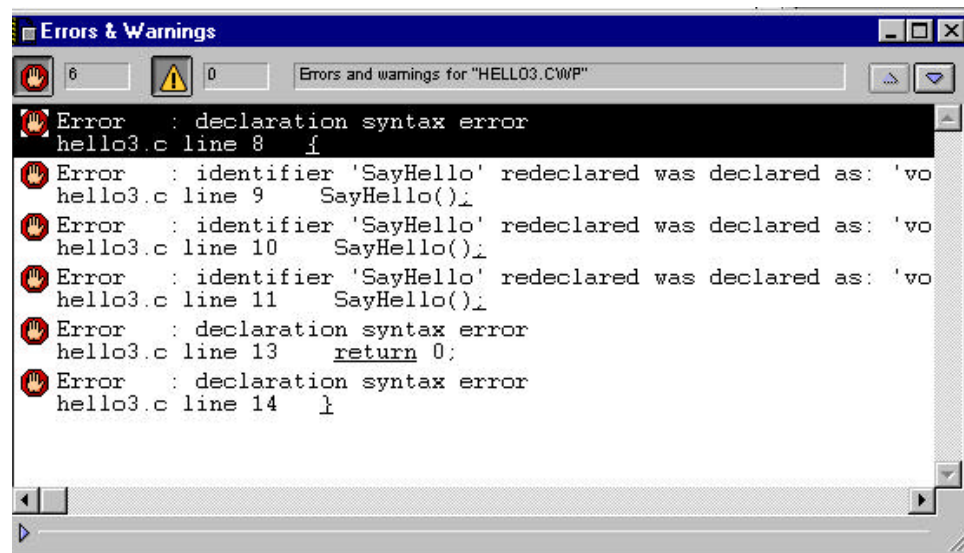 Errors & Warnings
6 0 Errors and warnings for "HELLO3.CWP"
Error : declaration syntax error
hello3.c line 8 {
Error : identifier 'SayHello' redeclared was declared as: 'vo
hello3.c line 9 SayHello();
Error : identifier 'SayHello' redeclared was declared as: 'vo
hello3.c line 10 SayHello();
Error : identifier 'SayHello' redeclared was declared as: 'vo
hello3.c line 11 SayHello();
Error : declaration syntax error
hello3.c line 13 return 0;
Error : declaration syntax error
hello3.c line 14 }